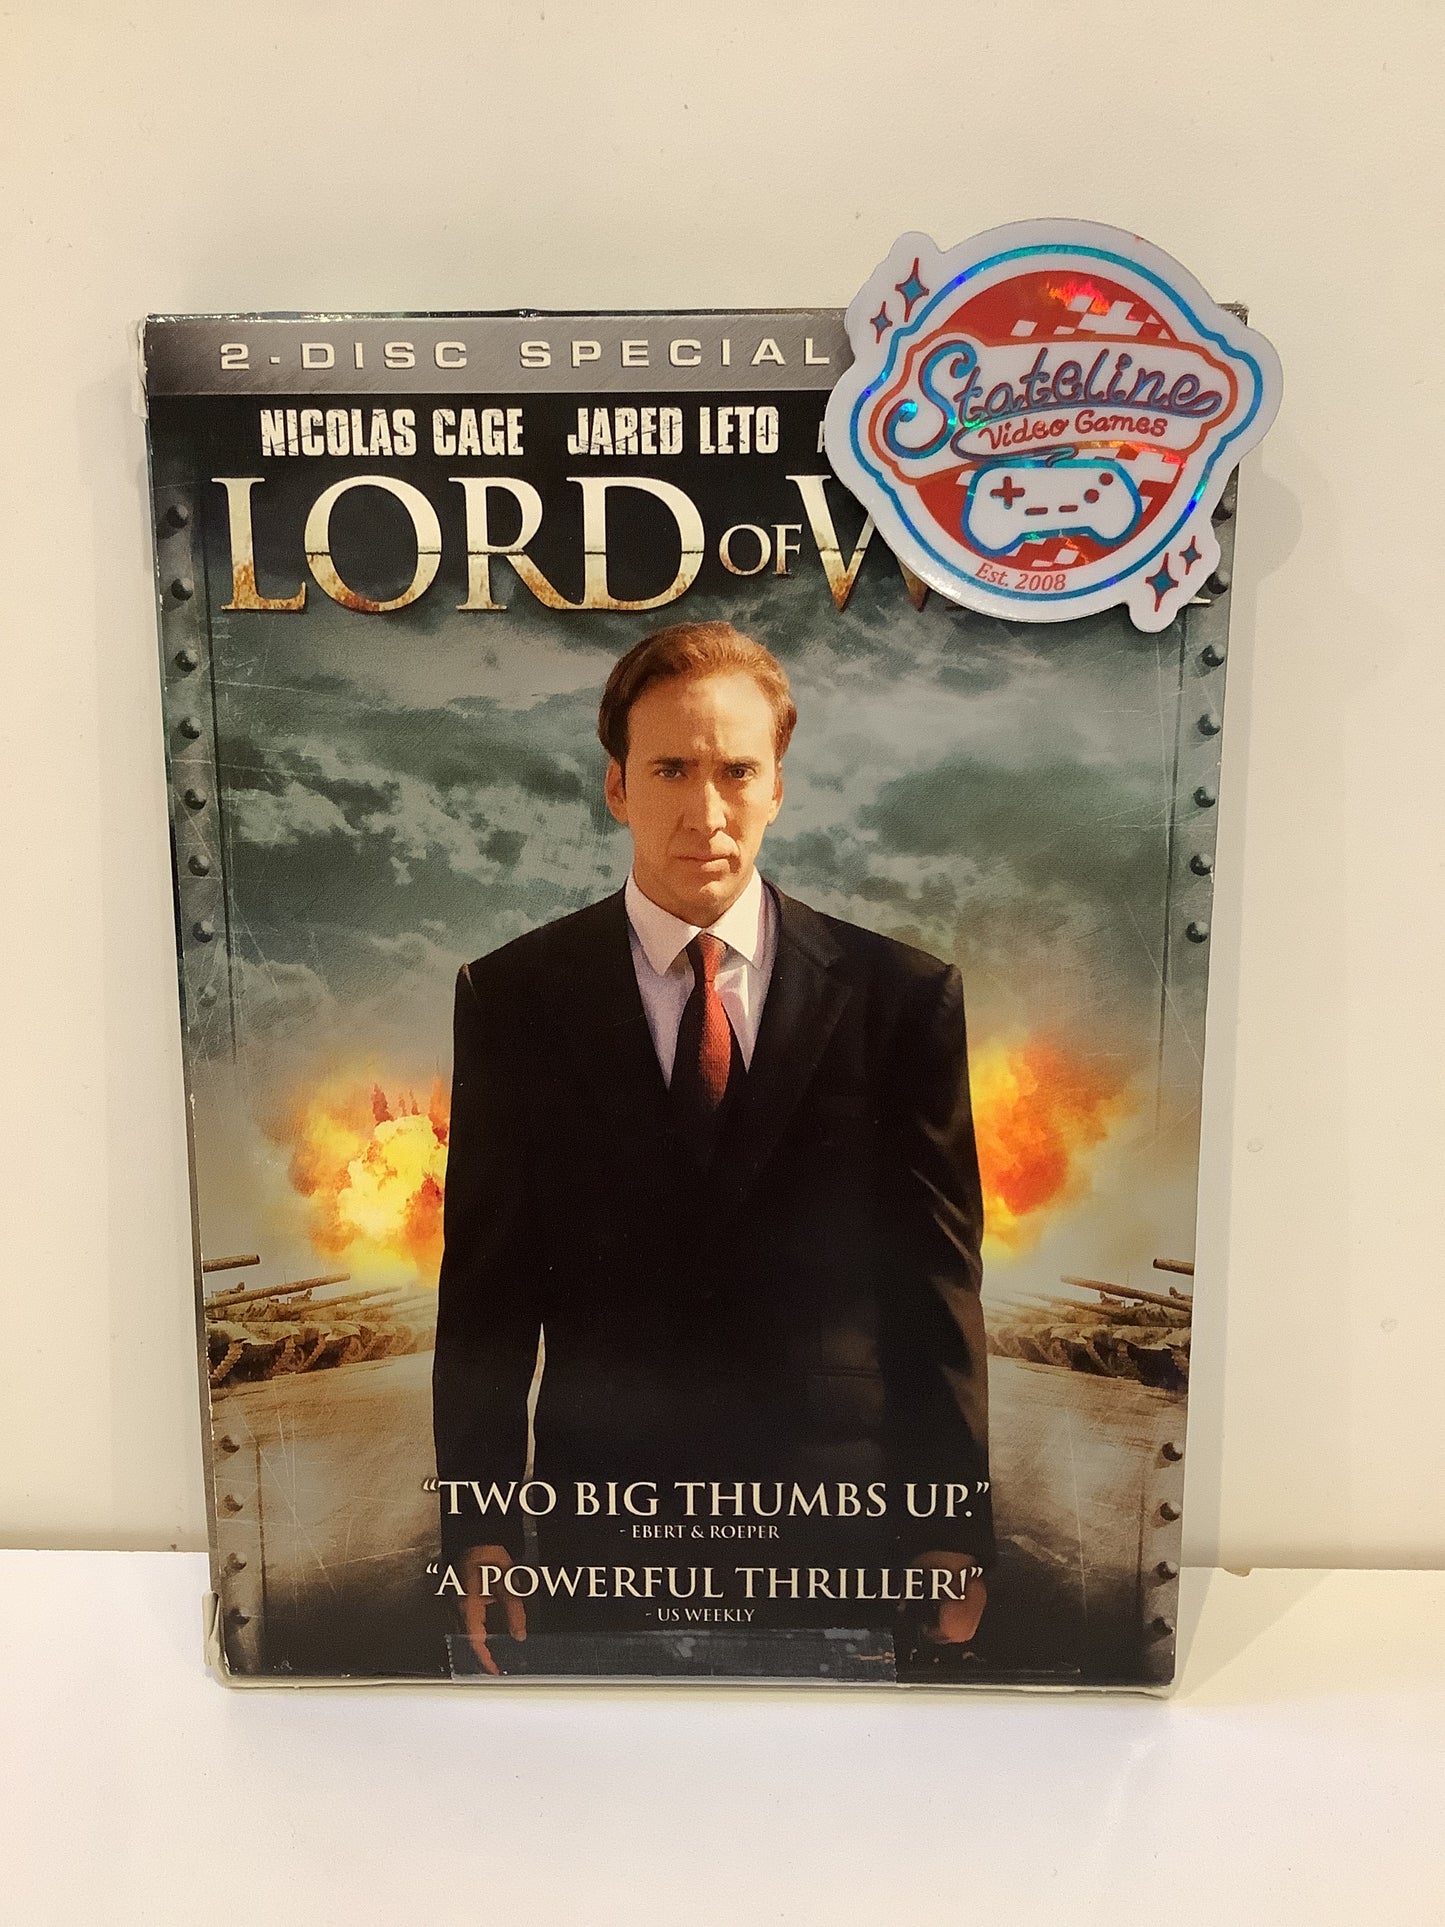 2-DISC SPECIAL
NICOLAS CAGE JARED LETO
LORD OF
Stateline
Video Games
Est. 2008
"TWO BIG THUMBS UP."
- EBERT & ROEPER
"A POWERFUL THRILLER!"
- US WEEKLY